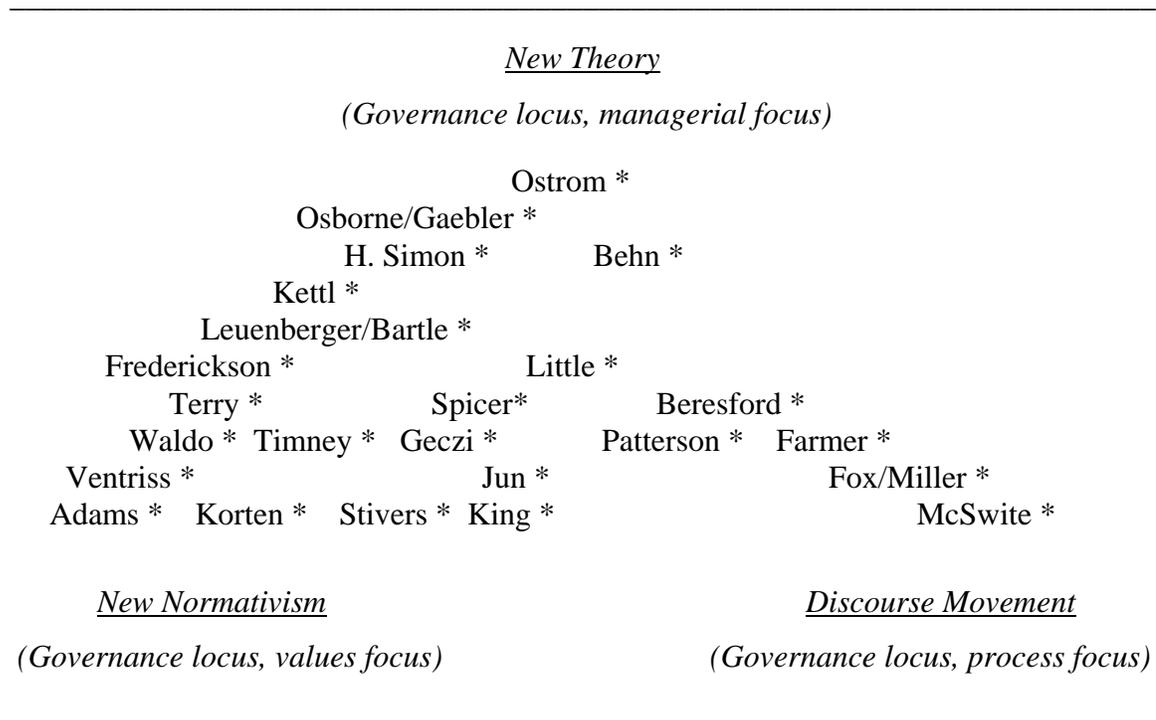 New Theory
(Governance locus, managerial focus)
Ostrom *
Osborne/Gaebler *
H. Simon * Behn *
Kettl *
Leuenberger/Bartle *
Frederickson * Little *
Terry * Spicer* Beresford *
Waldo * Timney * Geczi * Patterson * Farmer *
Ventriss * Jun * Fox/Miller *
Adams * Korten * Stivers * King * McSwite *
New Normativism Discourse Movement
(Governance locus, values focus) (Governance locus, process focus)